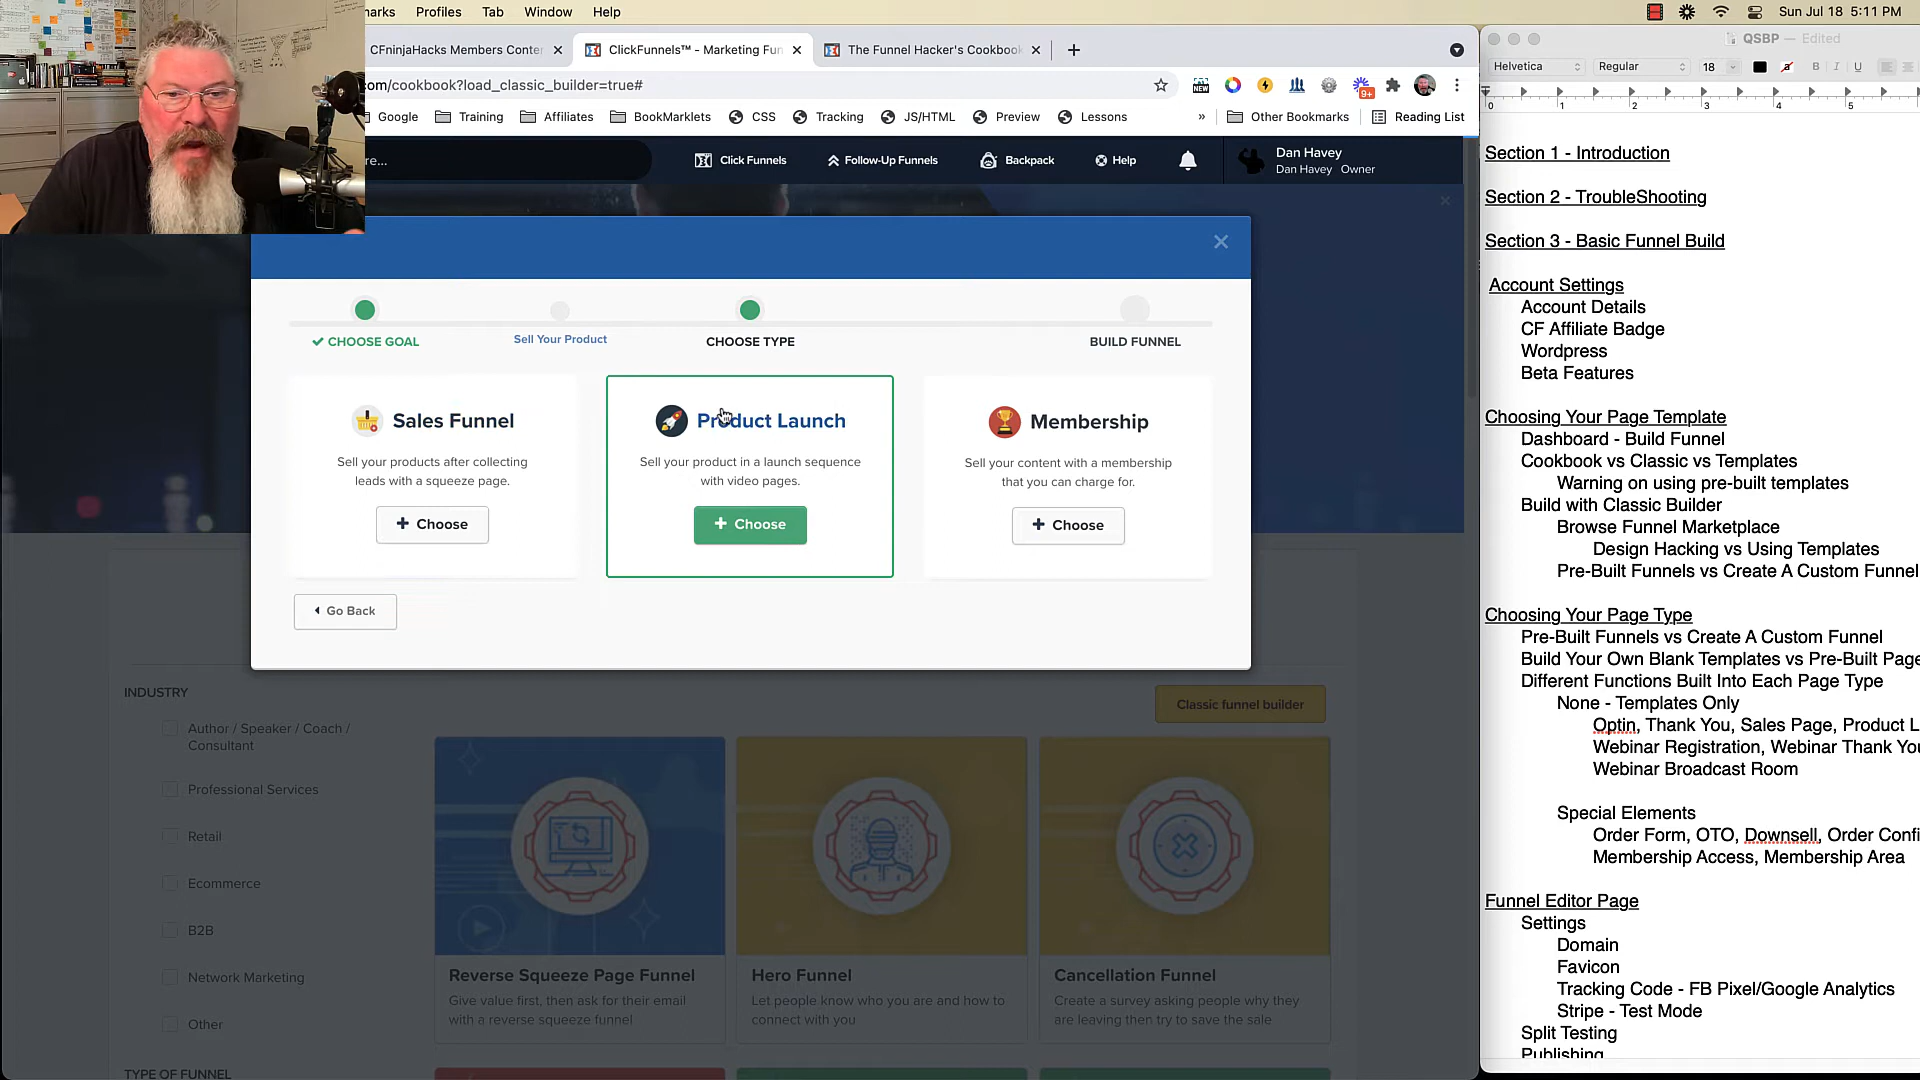 Profiles Tab Window Help
Sun Jul 18 5:11 PM
CFninjaHacks Members Conter
ClickFunnels™ - Marketing Fun
The Funnel Hacker's Cookbook
QSBP — Edited
Helvetica Regular 18 B I U
om/cookbook?load_classic_builder=true#
NEW
9+
0 1 2 3 4 5
Google Training Affiliates BookMarklets CSS Tracking JS/HTML Preview Lessons » Other Bookmarks Reading List
re...
Click Funnels Follow-Up Funnels Backpack Help
Dan Havey
Dan Havey Owner
CHOOSE GOAL
Sell Your Product
CHOOSE TYPE
BUILD FUNNEL
Sales Funnel
Sell your products after collecting
leads with a squeeze page.
+ Choose
Product Launch
Sell your product in a launch sequence
with video pages.
+ Choose
Membership
Sell your content with a membership
that you can charge for.
+ Choose
Go Back
INDUSTRY
Author / Speaker / Coach /
Consultant
Professional Services
Retail
Ecommerce
B2B
Network Marketing
Other
TYPE OF FUNNEL
Classic funnel builder
Reverse Squeeze Page Funnel
Give value first, then ask for their email
with a reverse squeeze funnel
Hero Funnel
Let people know who you are and how to
connect with you
Cancellation Funnel
Create a survey asking people why they
are leaving then try to save the sale
Section 1 - Introduction
Section 2 - TroubleShooting
Section 3 - Basic Funnel Build
Account Settings
Account Details
CF Affiliate Badge
Wordpress
Beta Features
Choosing Your Page Template
Dashboard - Build Funnel
Cookbook vs Classic vs Templates
Warning on using pre-built templates
Build with Classic Builder
Browse Funnel Marketplace
Design Hacking vs Using Templates
Pre-Built Funnels vs Create A Custom Funnel
Choosing Your Page Type
Pre-Built Funnels vs Create A Custom Funnel
Build Your Own Blank Templates vs Pre-Built Page
Different Functions Built Into Each Page Type
None - Templates Only
Optin, Thank You, Sales Page, Product L
Webinar Registration, Webinar Thank You
Webinar Broadcast Room
Special Elements
Order Form, OTO, Downsell, Order Confi
Membership Access, Membership Area
Funnel Editor Page
Settings
Domain
Favicon
Tracking Code - FB Pixel/Google Analytics
Stripe - Test Mode
Split Testing
Publishing